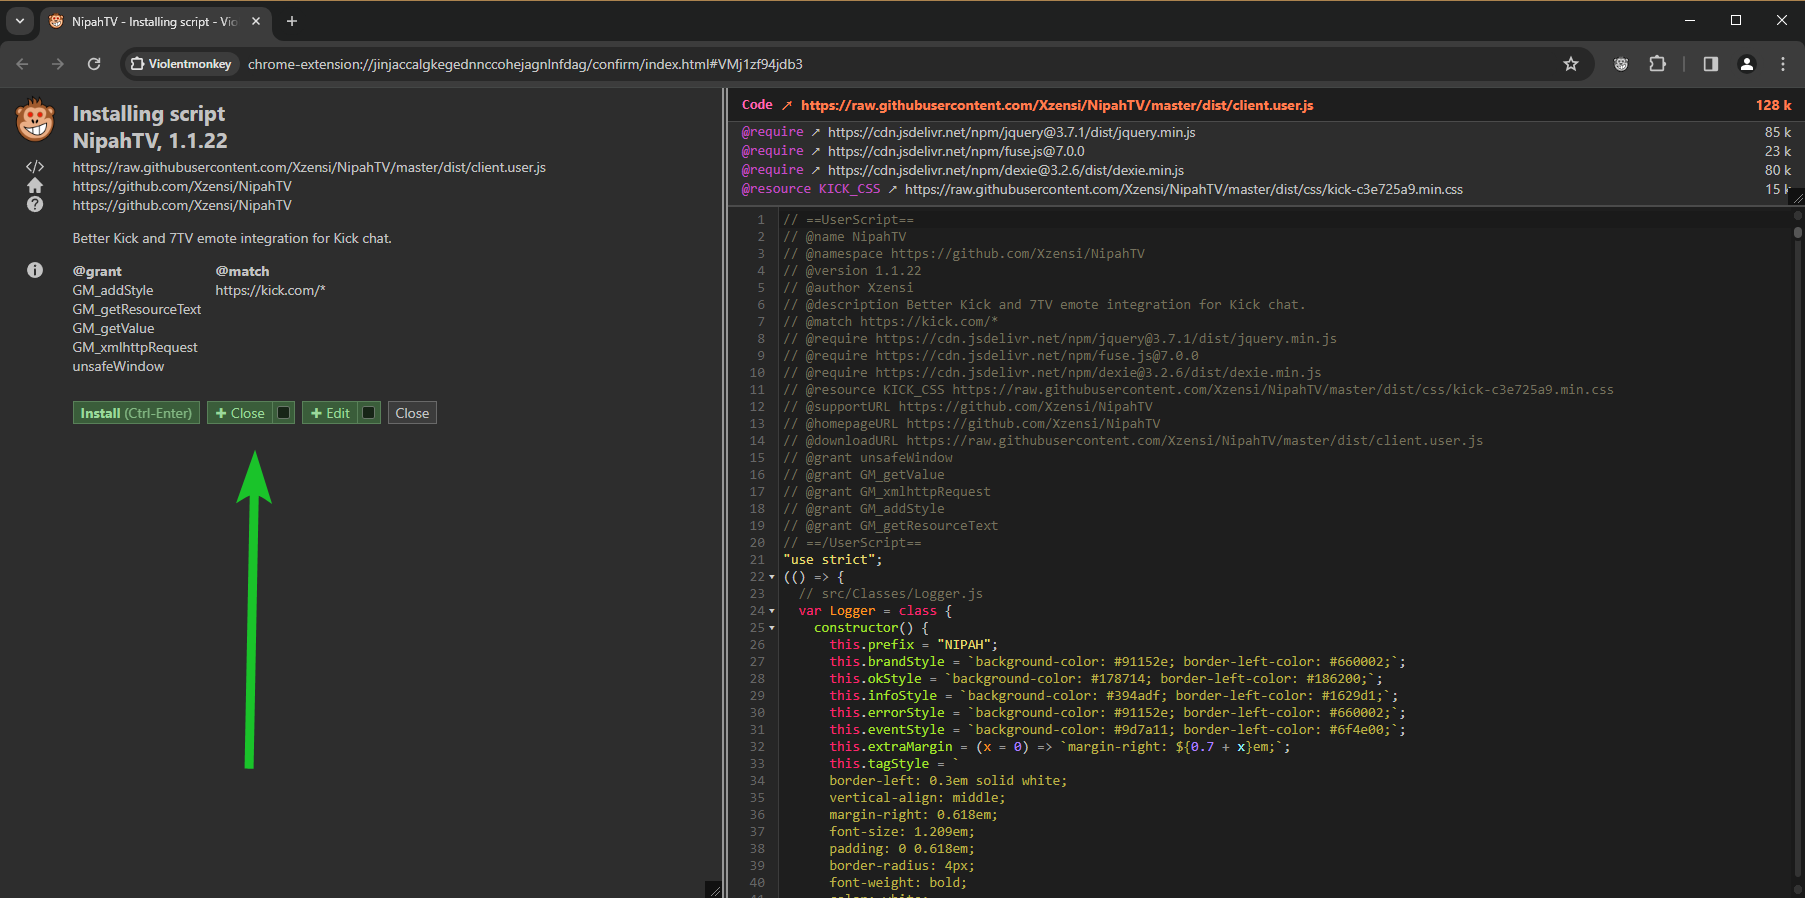 NipahTV - Installing script - Vio
Violentmonkey
chrome-extension://jinjaccalgkegednnccohejagnlnfdag/confirm/index.html#VMj1zf94jdb3
Installing script
NipahTV, 1.1.22
https://raw.githubusercontent.com/Xzensi/NipahTV/master/dist/client.user.js
https://github.com/Xzensi/NipahTV
https://github.com/Xzensi/NipahTV
Better Kick and 7TV emote integration for Kick chat.
@grant @match
GM_addStyle https://kick.com/*
GM_getResourceText
GM_getValue
GM_xmlhttpRequest
unsafeWindow
Install (Ctrl-Enter) + Close + Edit Close
Code ↗ https://raw.githubusercontent.com/Xzensi/NipahTV/master/dist/client.user.js 128 k
@require ↗ https://cdn.jsdelivr.net/npm/jquery@3.7.1/dist/jquery.min.js 85 k
@require ↗ https://cdn.jsdelivr.net/npm/fuse.js@7.0.0 23 k
@require ↗ https://cdn.jsdelivr.net/npm/dexie@3.2.6/dist/dexie.min.js 80 k
@resource KICK_CSS ↗ https://raw.githubusercontent.com/Xzensi/NipahTV/master/dist/css/kick-c3e725a9.min.css 15 k
1 // ==UserScript==
2 // @name NipahTV
3 // @namespace https://github.com/Xzensi/NipahTV
4 // @version 1.1.22
5 // @author Xzensi
6 // @description Better Kick and 7TV emote integration for Kick chat.
7 // @match https://kick.com/*
8 // @require https://cdn.jsdelivr.net/npm/jquery@3.7.1/dist/jquery.min.js
9 // @require https://cdn.jsdelivr.net/npm/fuse.js@7.0.0
10 // @require https://cdn.jsdelivr.net/npm/dexie@3.2.6/dist/dexie.min.js
11 // @resource KICK_CSS https://raw.githubusercontent.com/Xzensi/NipahTV/master/dist/css/kick-c3e725a9.min.css
12 // @supportURL https://github.com/Xzensi/NipahTV
13 // @homepageURL https://github.com/Xzensi/NipahTV
14 // @downloadURL https://raw.githubusercontent.com/Xzensi/NipahTV/master/dist/client.user.js
15 // @grant unsafeWindow
16 // @grant GM_getValue
17 // @grant GM_xmlhttpRequest
18 // @grant GM_addStyle
19 // @grant GM_getResourceText
20 // ==/UserScript==
21 "use strict";
22 (() => {
23 // src/Classes/Logger.js
24 var Logger = class {
25 constructor() {
26 this.prefix = "NIPAH";
27 this.brandStyle = `background-color: #91152e; border-left-color: #660002;`;
28 this.okStyle = `background-color: #178714; border-left-color: #186200;`;
29 this.infoStyle = `background-color: #394adf; border-left-color: #1629d1;`;
30 this.errorStyle = `background-color: #91152e; border-left-color: #660002;`;
31 this.eventStyle = `background-color: #9d7a11; border-left-color: #6f4e00;`;
32 this.extraMargin = (x = 0) => `margin-right: ${0.7 + x}em;`;
33 this.tagStyle = `
34 border-left: 0.3em solid white;
35 vertical-align: middle;
36 margin-right: 0.618em;
37 font-size: 1.209em;
38 padding: 0 0.618em;
39 border-radius: 4px;
40 font-weight: bold;